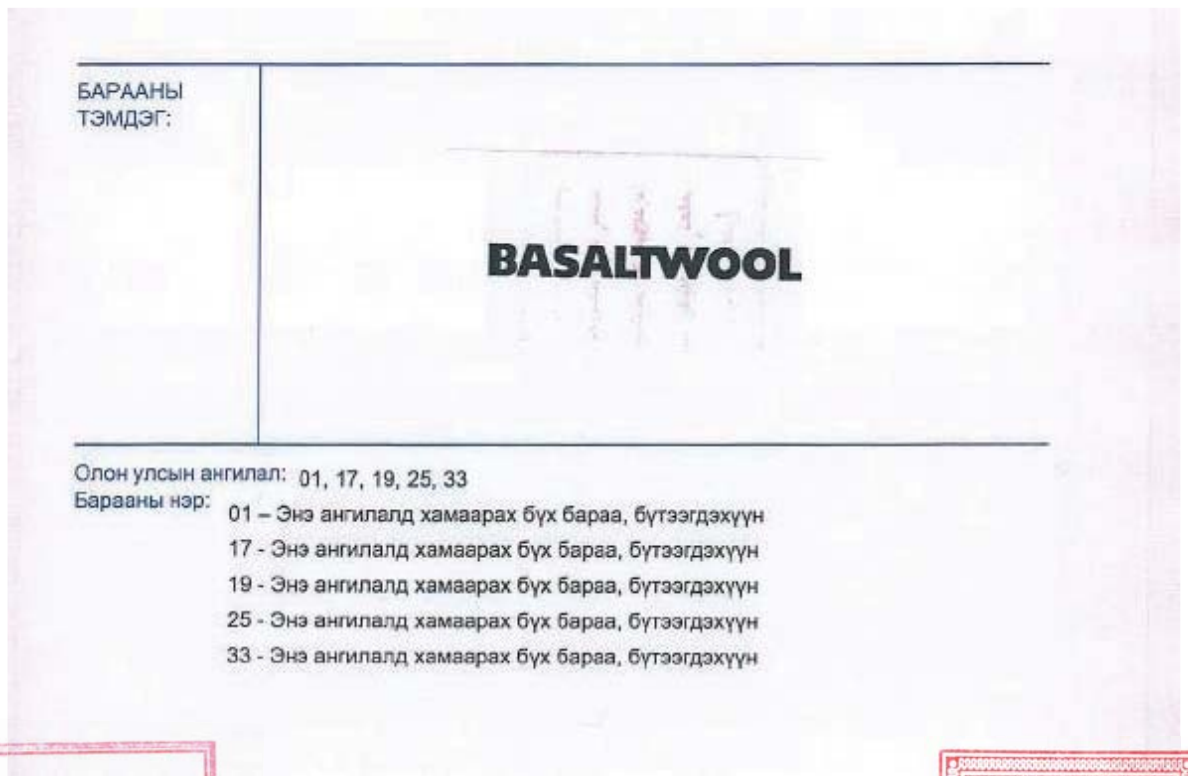 БАРААНЫ
ТЭМДЭГ:
BASALTWOOL
Олон улсын ангилал: 01, 17, 19, 25, 33
Барааны нэр:
01 – Энэ ангилалд хамаарах бүх бараа, бүтээгдэхүүн
17 - Энэ ангилалд хамаарах бүх бараа, бүтээгдэхүүн
19 - Энэ ангилалд хамаарах бүх бараа, бүтээгдэхүүн
25 - Энэ ангилалд хамаарах бүх бараа, бүтээгдэхүүн
33 - Энэ ангилалд хамаарах бүх бараа, бүтээгдэхүүн